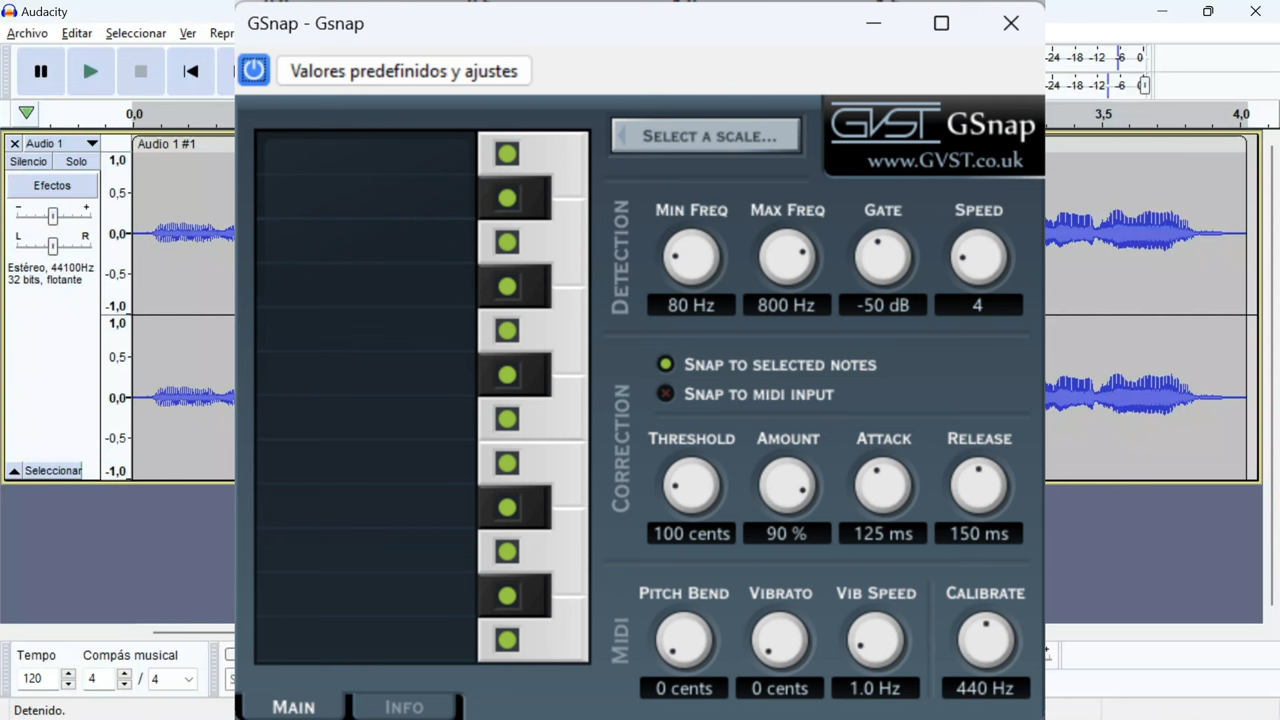 Audacity
Archivo Editar Seleccionar Ver Repr
GSnap - Gsnap
Valores predefinidos y ajustes
-24 -18 -12 -6 0
-24 -18 -12 -6
0,0
3,5 4,0
Audio 1
Audio 1 #1
Silencio Solo
Efectos
- +
L R
Estéreo, 44100Hz
32 bits, flotante
Seleccionar
1,0
0,5-
0,0-
-0,5-
-1,0
1,0
0,5-
0,0-
-0,5-
-1,0
SELECT A SCALE...
GVST GSnap
www.GVST.co.uk
DETECTION
MIN FREQ MAX FREQ GATE SPEED
80 Hz 800 Hz -50 dB 4
CORRECTION
SNAP TO SELECTED NOTES
SNAP TO MIDI INPUT
THRESHOLD AMOUNT ATTACK RELEASE
100 cents 90 % 125 ms 150 ms
MIDI
PITCH BEND VIBRATO VIB SPEED CALIBRATE
0 cents 0 cents 1.0 Hz 440 Hz
MAIN INFO
Tempo Compás musical
120 4 / 4
Detenido.